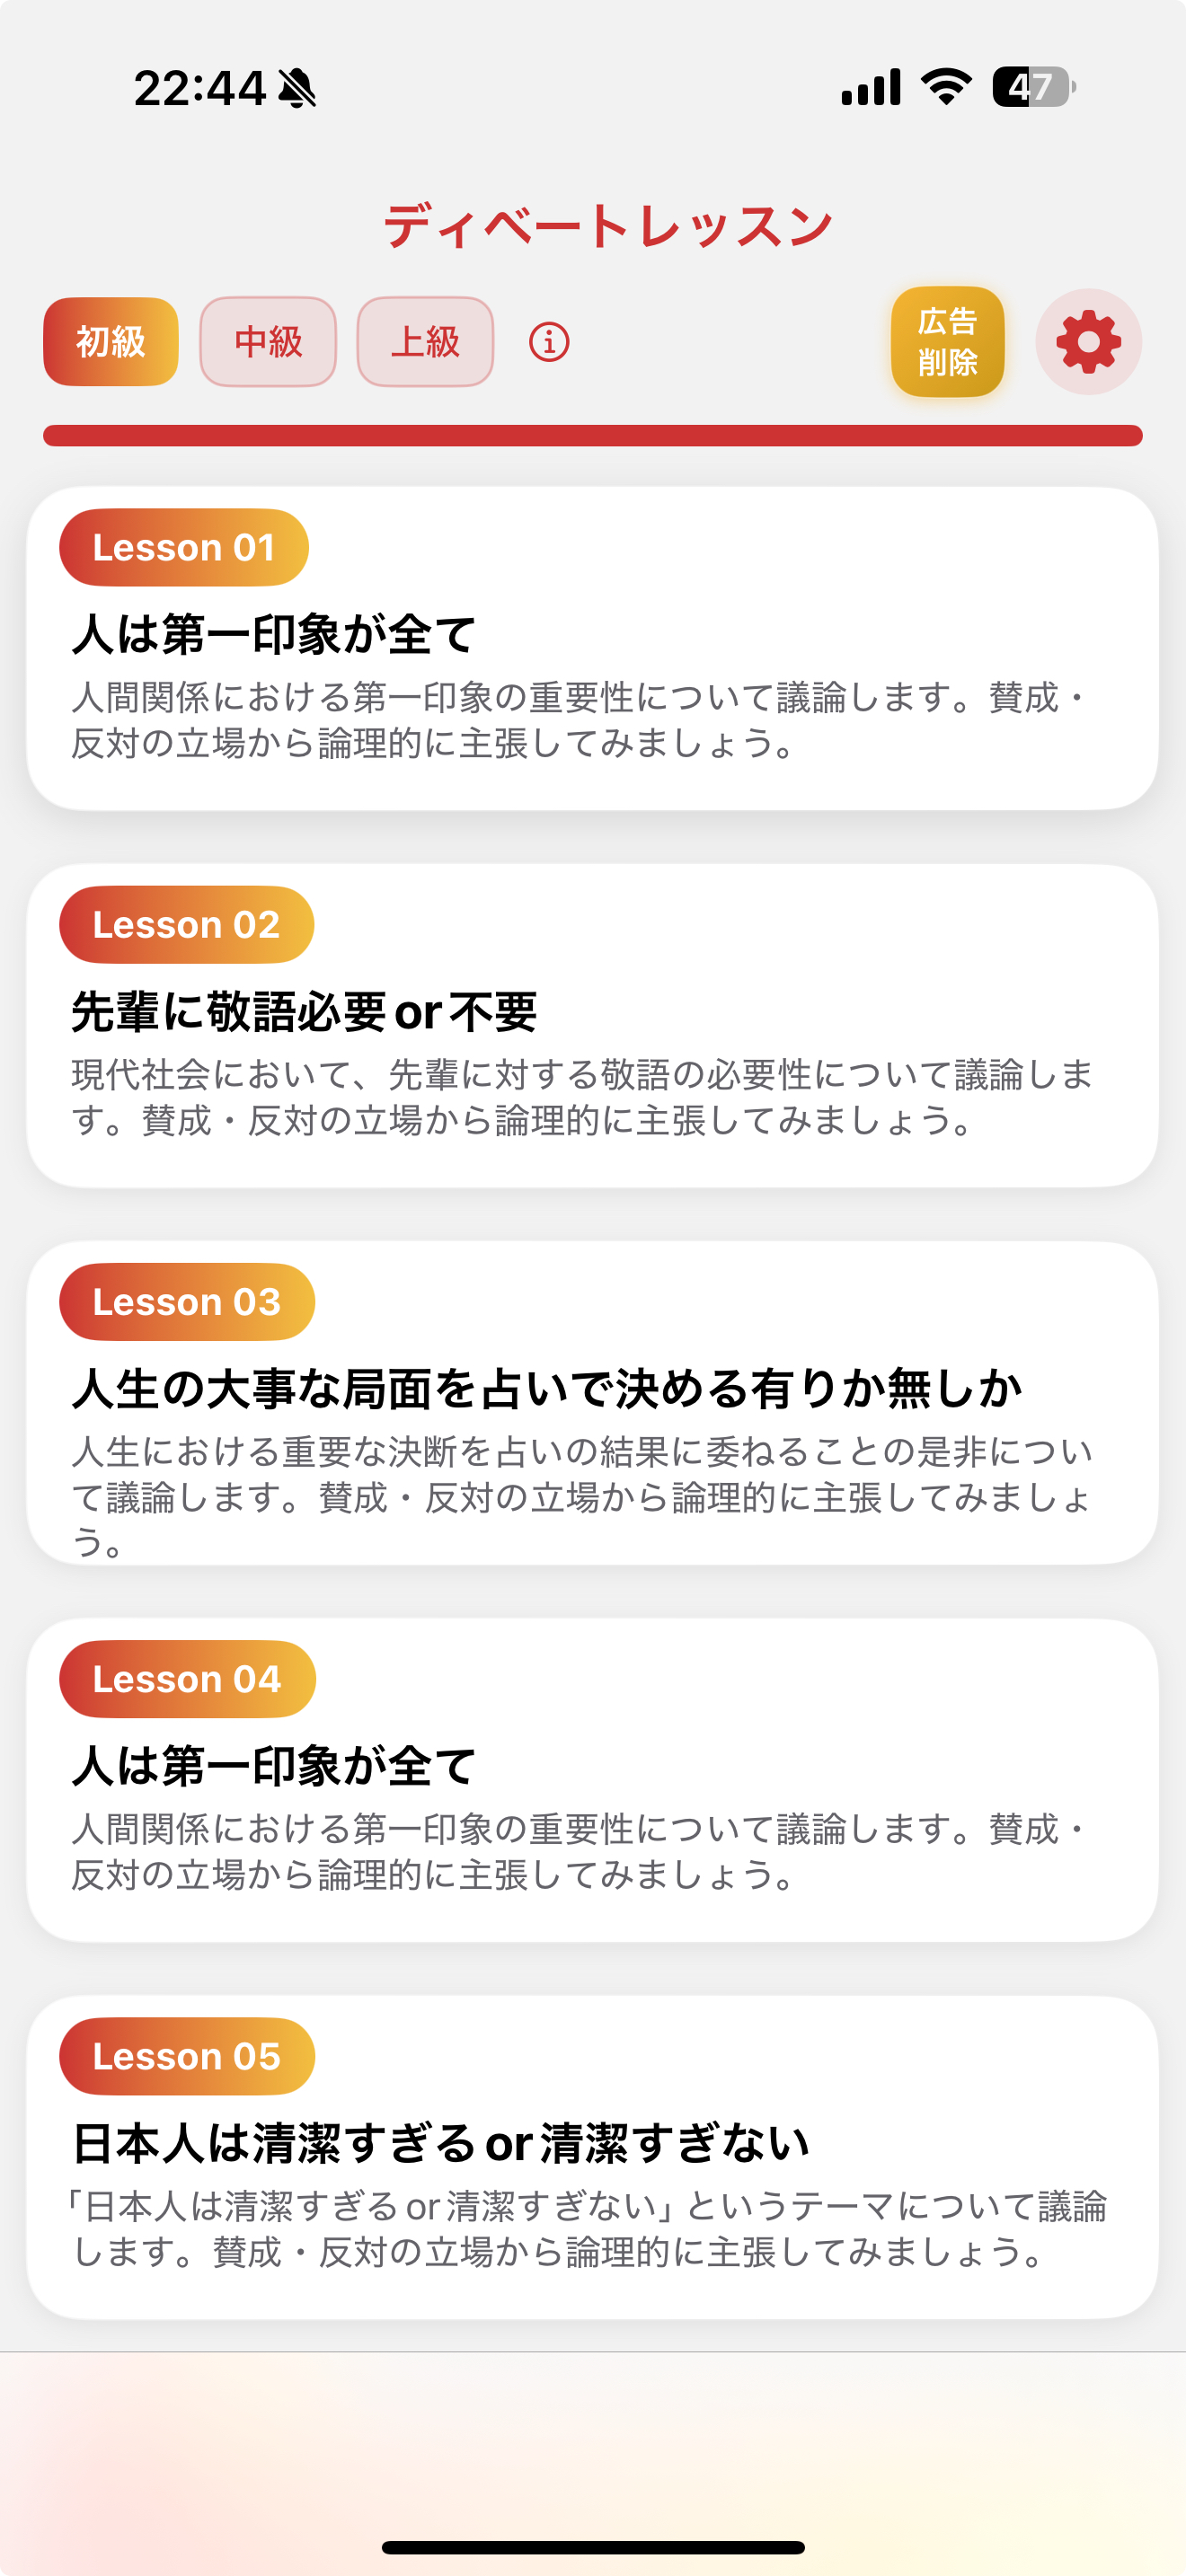 22:44
47
ディベートレッスン
初級
中級
上級
広告
削除
Lesson 01
人は第一印象が全て
人間関係における第一印象の重要性について議論します。賛成・
反対の立場から論理的に主張してみましょう。
Lesson 02
先輩に敬語必要or不要
現代社会において、先輩に対する敬語の必要性について議論しま
す。賛成・反対の立場から論理的に主張してみましょう。
Lesson 03
人生の大事な局面を占いで決める有りか無しか
人生における重要な決断を占いの結果に委ねることの是非につい
て議論します。賛成・反対の立場から論理的に主張してみましょ
う。
Lesson 04
人は第一印象が全て
人間関係における第一印象の重要性について議論します。賛成・
反対の立場から論理的に主張してみましょう。
Lesson 05
日本人は清潔すぎるor清潔すぎない
「日本人は清潔すぎるor清潔すぎない」というテーマについて議論
します。賛成・反対の立場から論理的に主張してみましょう。